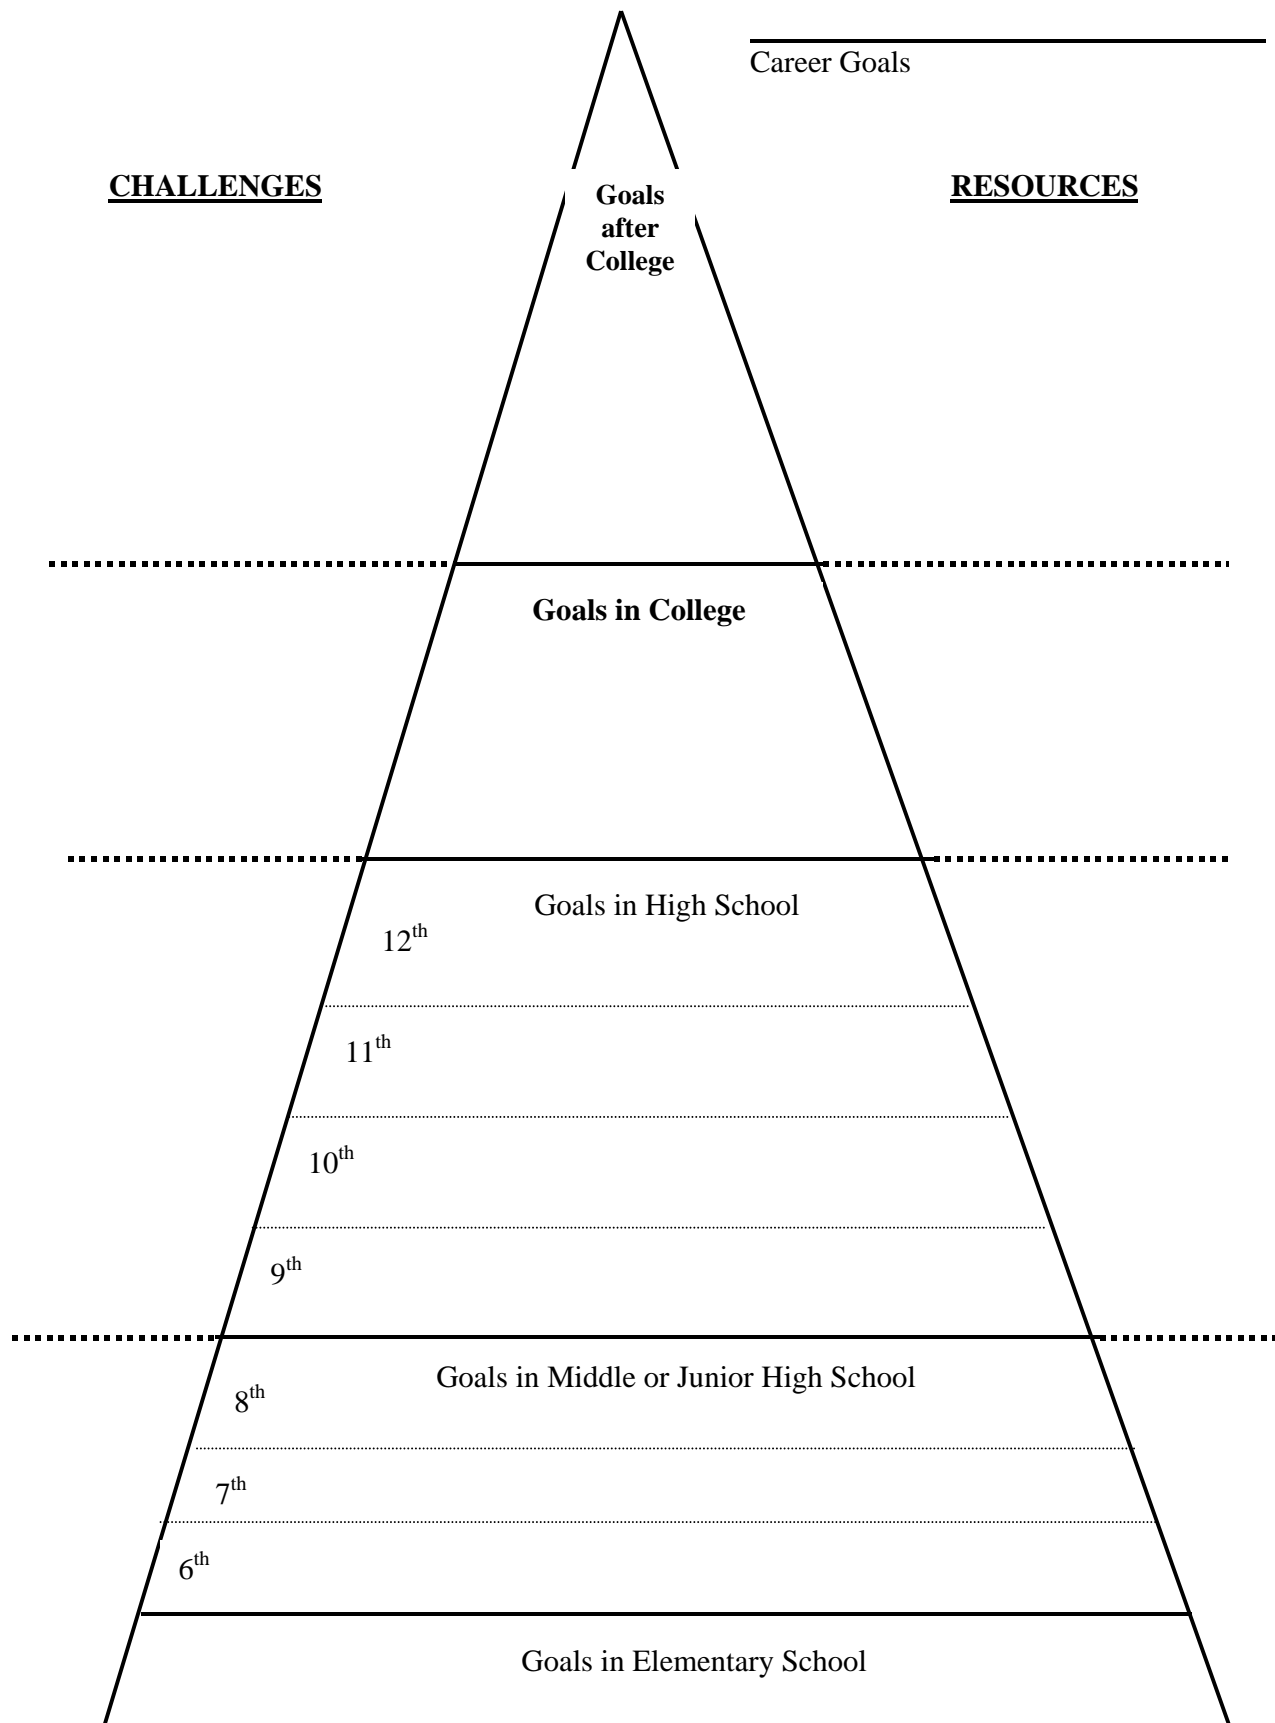 Career Goals
CHALLENGES
RESOURCES
Goals
after
College
Goals in College
Goals in High School
12th
11th
10th
9th
Goals in Middle or Junior High School
8th
7th
6th
Goals in Elementary School